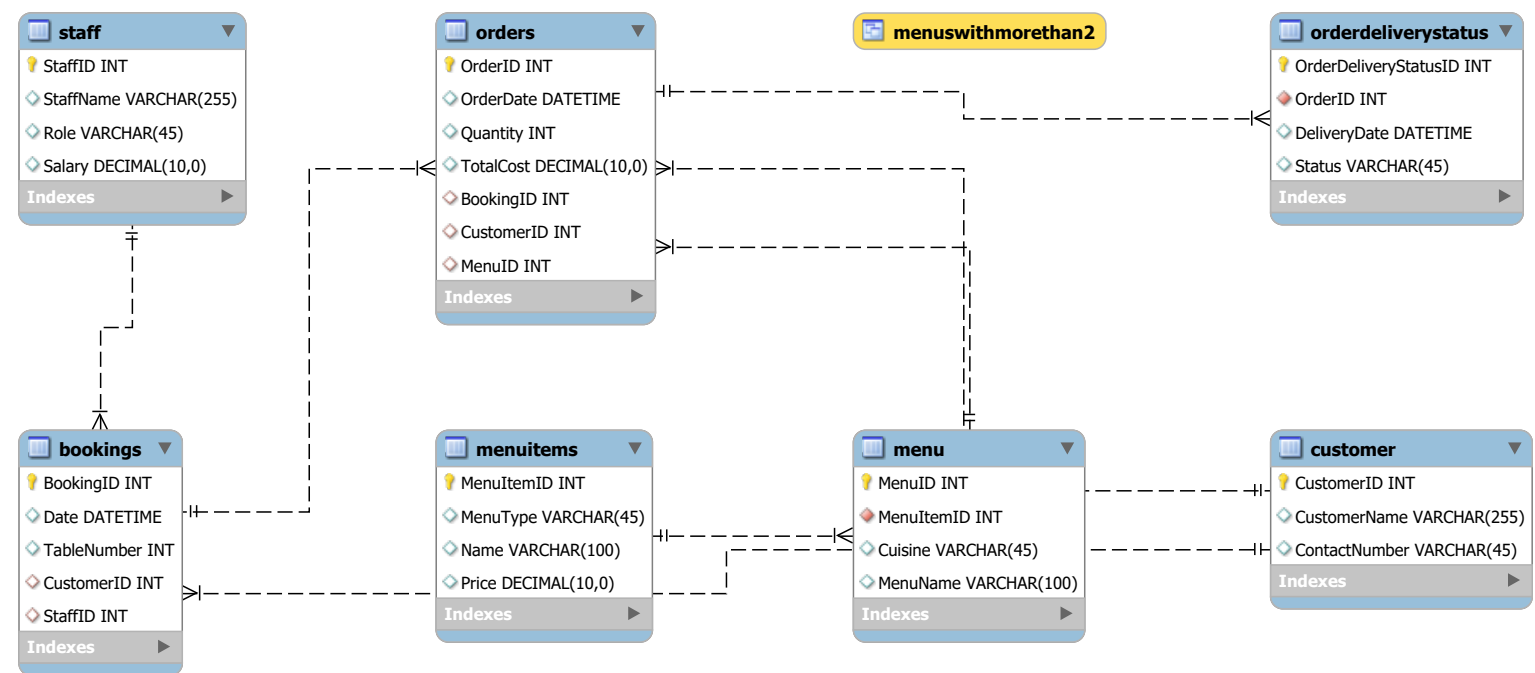 staff
StaffID INT
StaffName VARCHAR(255)
Role VARCHAR(45)
Salary DECIMAL(10,0)
Indexes
orders
OrderID INT
OrderDate DATETIME
Quantity INT
TotalCost DECIMAL(10,0)
BookingID INT
CustomerID INT
MenuID INT
Indexes
menuswithmorethan2
orderdeliverystatus
OrderDeliveryStatusID INT
OrderID INT
DeliveryDate DATETIME
Status VARCHAR(45)
Indexes
bookings
BookingID INT
Date DATETIME
TableNumber INT
CustomerID INT
StaffID INT
Indexes
menuitems
MenuItemID INT
MenuType VARCHAR(45)
Name VARCHAR(100)
Price DECIMAL(10,0)
Indexes
menu
MenuID INT
MenuItemID INT
Cuisine VARCHAR(45)
MenuName VARCHAR(100)
Indexes
customer
CustomerID INT
CustomerName VARCHAR(255)
ContactNumber VARCHAR(45)
Indexes